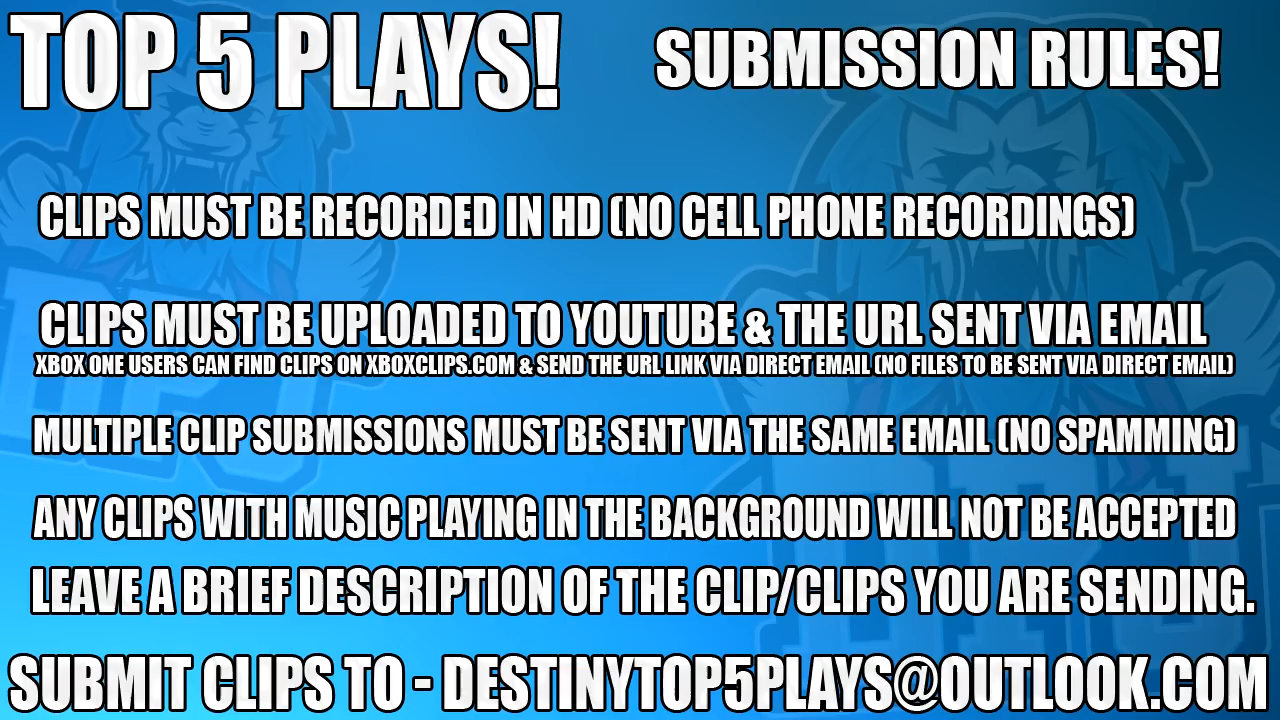 TOP 5 PLAYS!
SUBMISSION RULES!
CLIPS MUST BE RECORDED IN HD (NO CELL PHONE RECORDINGS)
CLIPS MUST BE UPLOADED TO YOUTUBE & THE URL SENT VIA EMAIL
XBOX ONE USERS CAN FIND CLIPS ON XBOXCLIPS.COM & SEND THE URL LINK VIA DIRECT EMAIL (NO FILES TO BE SENT VIA DIRECT EMAIL)
MULTIPLE CLIP SUBMISSIONS MUST BE SENT VIA THE SAME EMAIL (NO SPAMMING)
ANY CLIPS WITH MUSIC PLAYING IN THE BACKGROUND WILL NOT BE ACCEPTED
LEAVE A BRIEF DESCRIPTION OF THE CLIP/CLIPS YOU ARE SENDING.
SUBMIT CLIPS TO - DESTINYTOP5PLAYS@OUTLOOK.COM